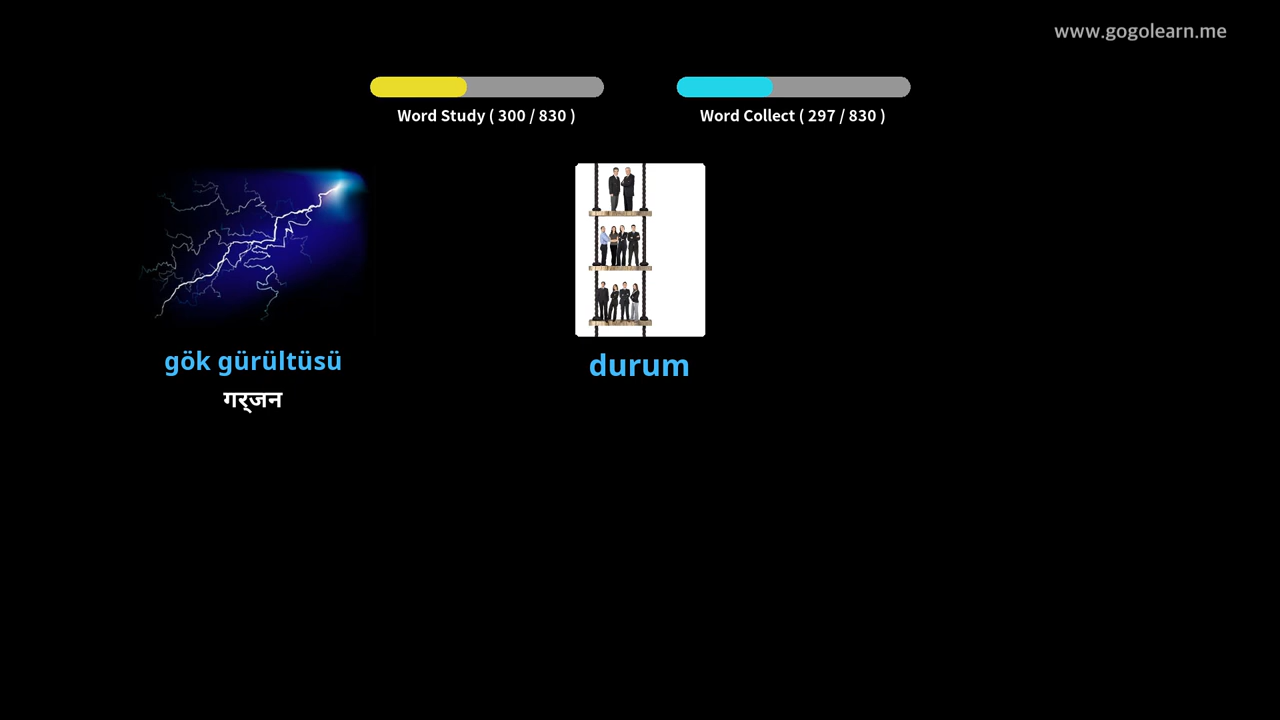 www.gogolearn.me
Word Study ( 300 / 830 )
Word Collect ( 297 / 830 )
gök gürültüsü
गर्जन
durum